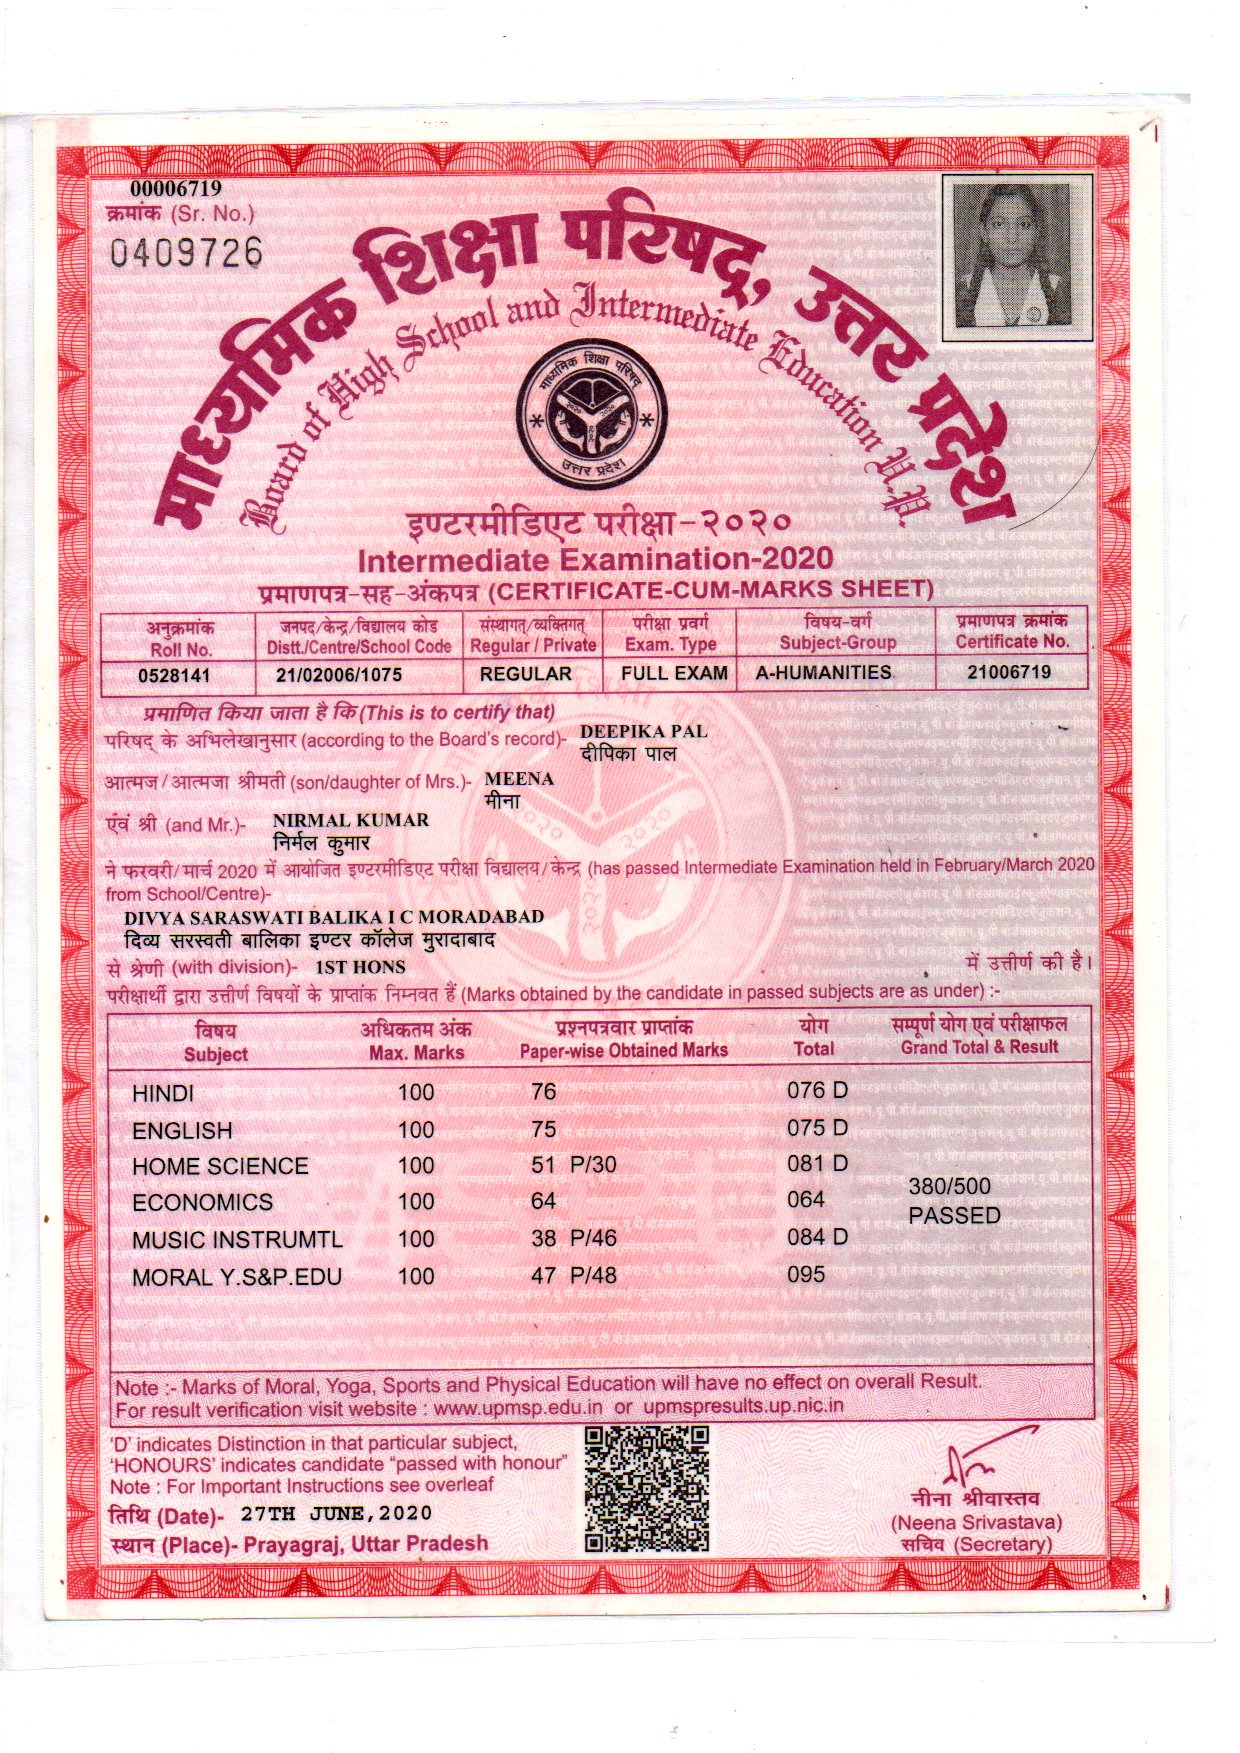 00006719
क्रमांक (Sr. No.)
0409726
माध्यमिक शिक्षा परिषद्, उत्तर प्रदेश
Board of High School and Intermediate Education U.P.
माध्यमिक शिक्षा परिषद्
उत्तर प्रदेश
इण्टरमीडिएट परीक्षा-२०२०
Intermediate Examination-2020
प्रमाणपत्र-सह-अंकपत्र (CERTIFICATE-CUM-MARKS SHEET)
अनुक्रमांक जनपद/केन्द्र/विद्यालय कोड संस्थागत्/व्यक्तिगत् परीक्षा प्रवर्ग विषय-वर्ग प्रमाणपत्र क्रमांक
Roll No. Distt./Centre/School Code Regular / Private Exam. Type Subject-Group Certificate No.
0528141 21/02006/1075 REGULAR FULL EXAM A-HUMANITIES 21006719
प्रमाणित किया जाता है कि (This is to certify that)
परिषद् के अभिलेखानुसार (according to the Board's record)- DEEPIKA PAL
दीपिका पाल
आत्मज/आत्मजा श्रीमती (son/daughter of Mrs.)- MEENA
मीना
एंवं श्री (and Mr.)- NIRMAL KUMAR
निर्मल कुमार
ने फरवरी/मार्च 2020 में आयोजित इण्टरमीडिएट परीक्षा विद्यालय/केन्द्र (has passed Intermediate Examination held in February/March 2020
from School/Centre)-
DIVYA SARASWATI BALIKA I C MORADABAD
दिव्य सरस्वती बालिका इण्टर कॉलेज मुरादाबाद
से श्रेणी (with division)- 1ST HONS में उत्तीर्ण की है।
परीक्षार्थी द्वारा उत्तीर्ण विषयों के प्राप्तांक निम्नवत हैं (Marks obtained by the candidate in passed subjects are as under) :-
विषय अधिकतम अंक प्रश्नपत्रवार प्राप्तांक योग सम्पूर्ण योग एवं परीक्षाफल
Subject Max. Marks Paper-wise Obtained Marks Total Grand Total & Result
HINDI 100 76 076 D
ENGLISH 100 75 075 D
HOME SCIENCE 100 51 P/30 081 D
ECONOMICS 100 64 064
380/500
PASSED
MUSIC INSTRUMTL 100 38 P/46 084 D
MORAL Y.S&P.EDU 100 47 P/48 095
Note :- Marks of Moral, Yoga, Sports and Physical Education will have no effect on overall Result.
For result verification visit website : www.upmsp.edu.in or upmspresults.up.nic.in
'D' indicates Distinction in that particular subject,
'HONOURS' indicates candidate "passed with honour"
Note : For Important Instructions see overleaf
तिथि (Date)- 27TH JUNE,2020
स्थान (Place)- Prayagraj, Uttar Pradesh
नीना श्रीवास्तव
(Neena Srivastava)
सचिव (Secretary)